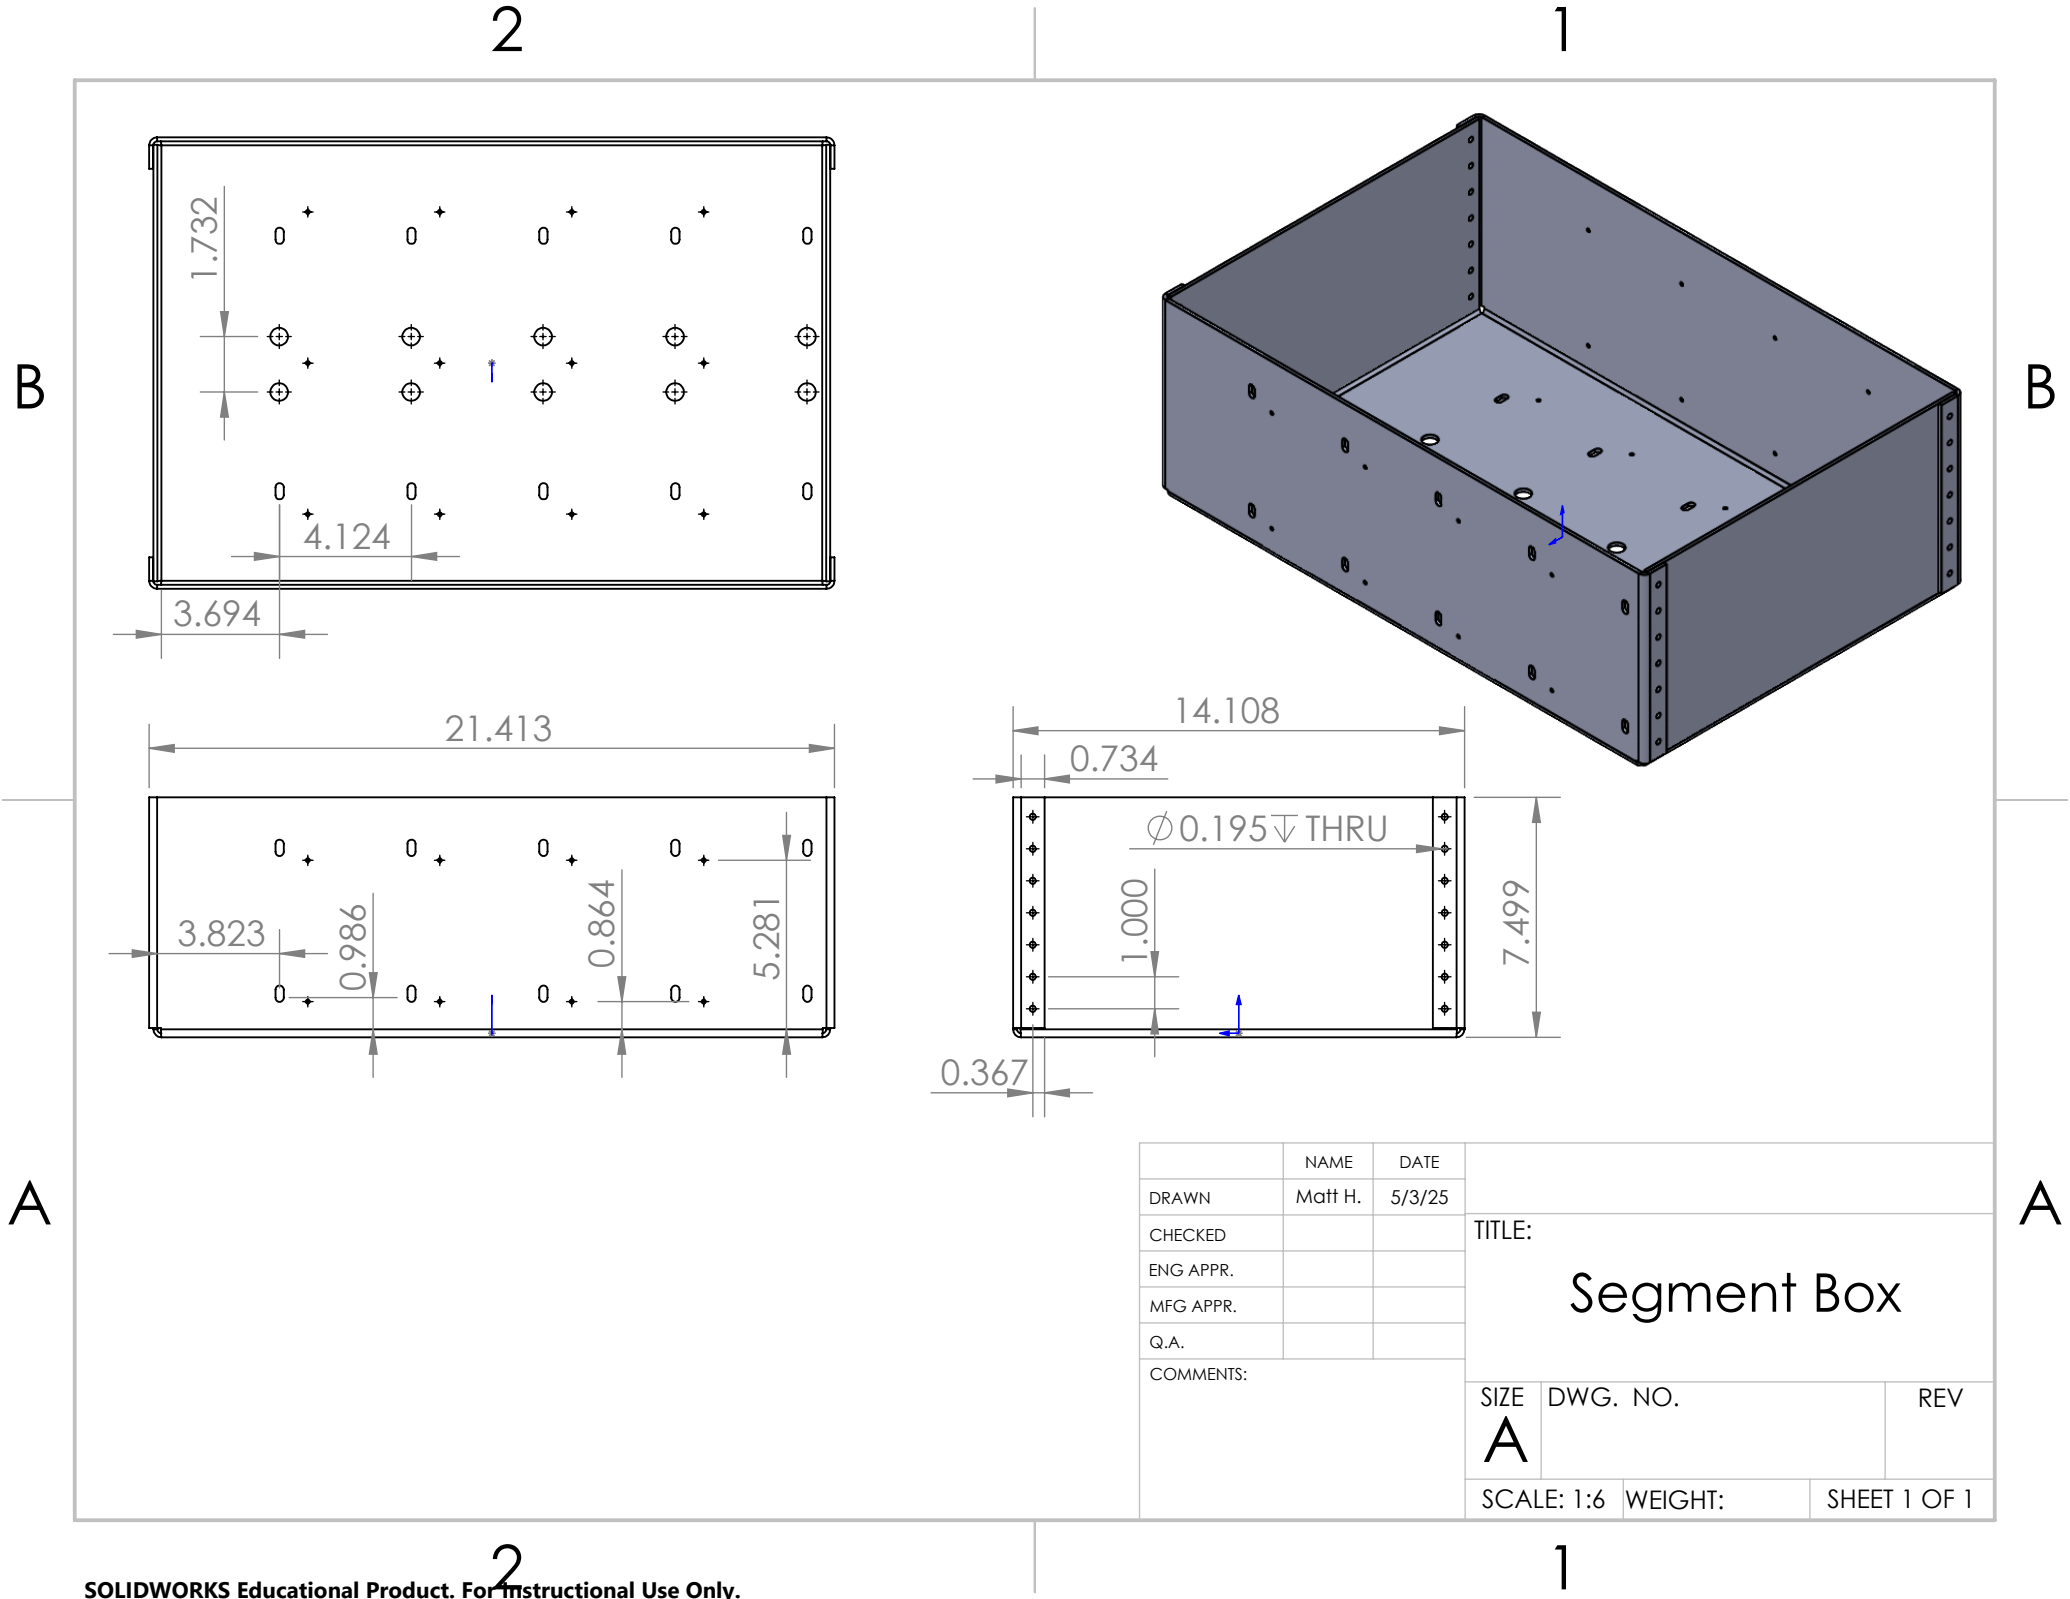 2 1
1.732
B B
4.124
3.694
21.413
14.108
0.734
⌀0.195↧ THRU
3.823
0.986
0.864
5.281
1.000
7.499
0.367
NAME DATE
DRAWN Matt H. 5/3/25
CHECKED
ENG APPR.
MFG APPR.
Q.A.
COMMENTS:
TITLE:
Segment Box
A A
SIZE DWG. NO. REV
A
SCALE: 1:6 WEIGHT: SHEET 1 OF 1
2 1
SOLIDWORKS Educational Product. For Instructional Use Only.